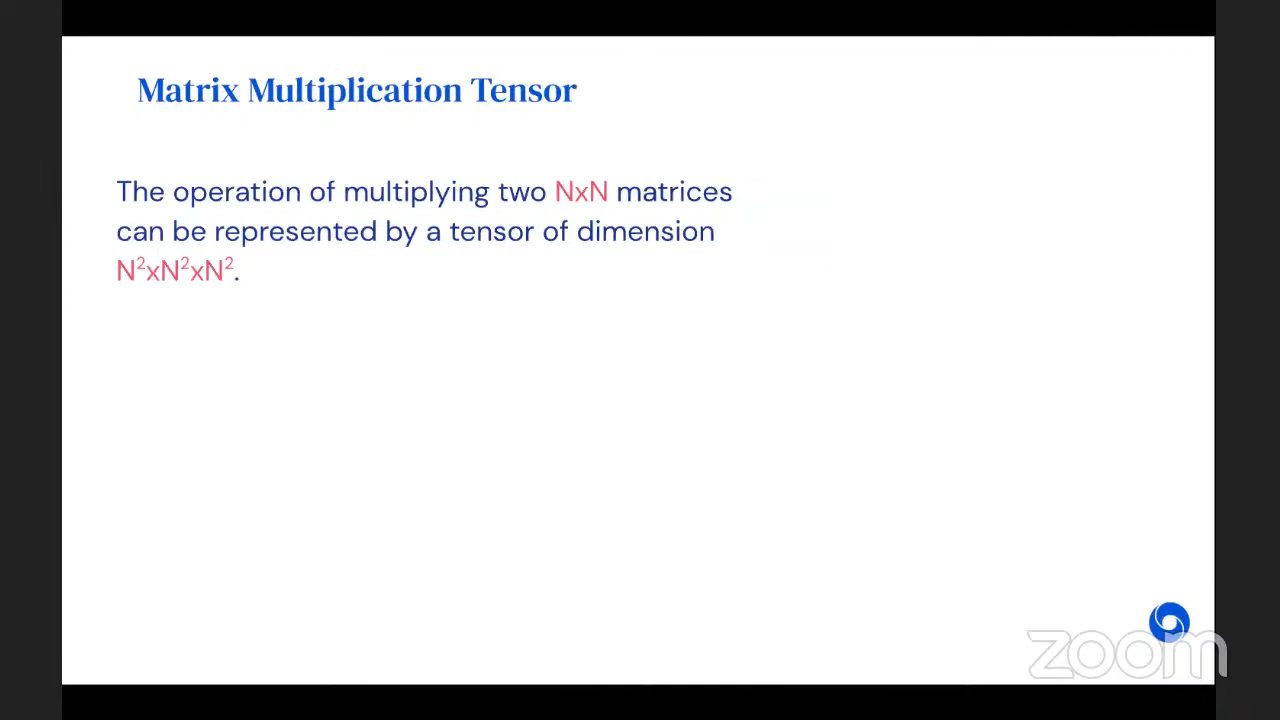 Matrix Multiplication Tensor
The operation of multiplying two NxN matrices
can be represented by a tensor of dimension
N²xN²xN².
zoom